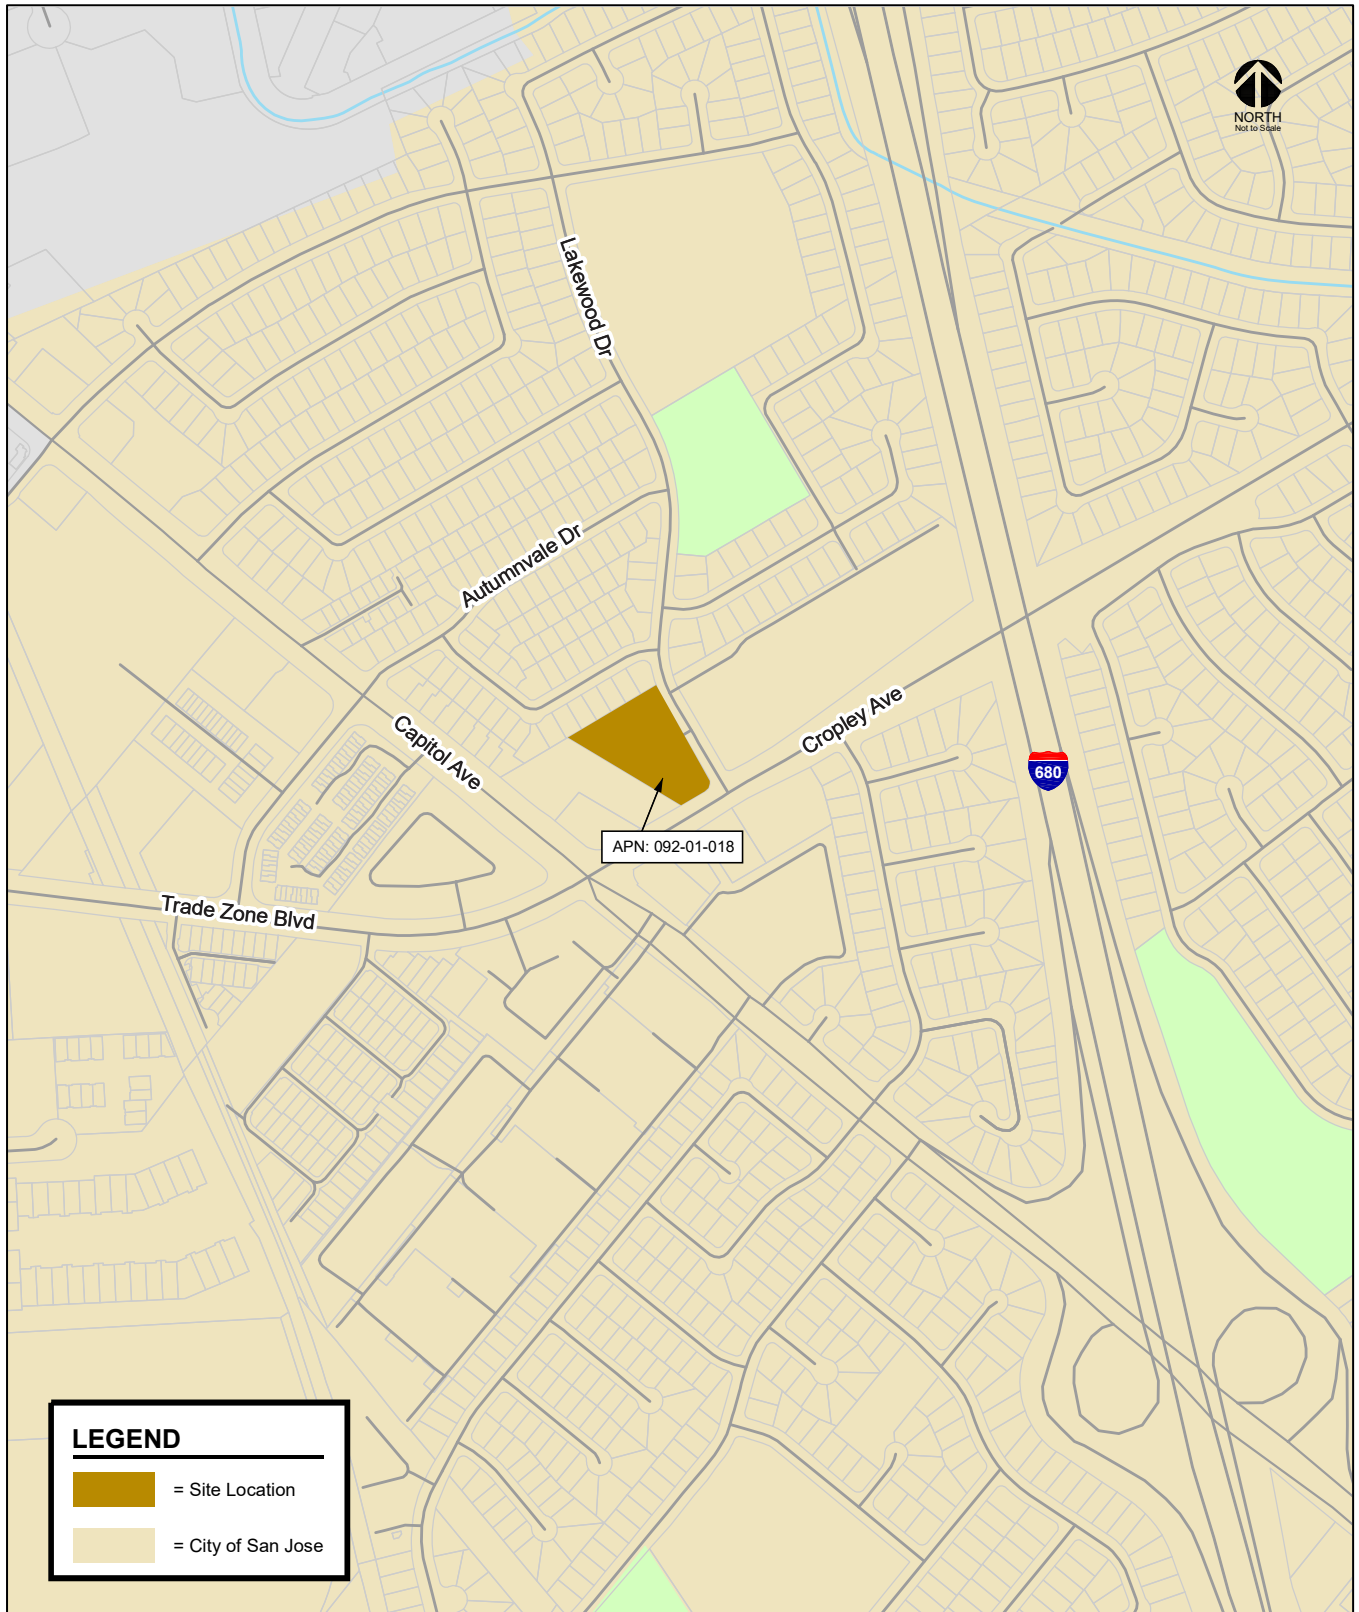 NORTH
Not to Scale
Lakewood Dr
Autumnvale Dr
Capitol Ave
Cropley Ave
680
APN: 092-01-018
Trade Zone Blvd
LEGEND
= Site Location
= City of San Jose